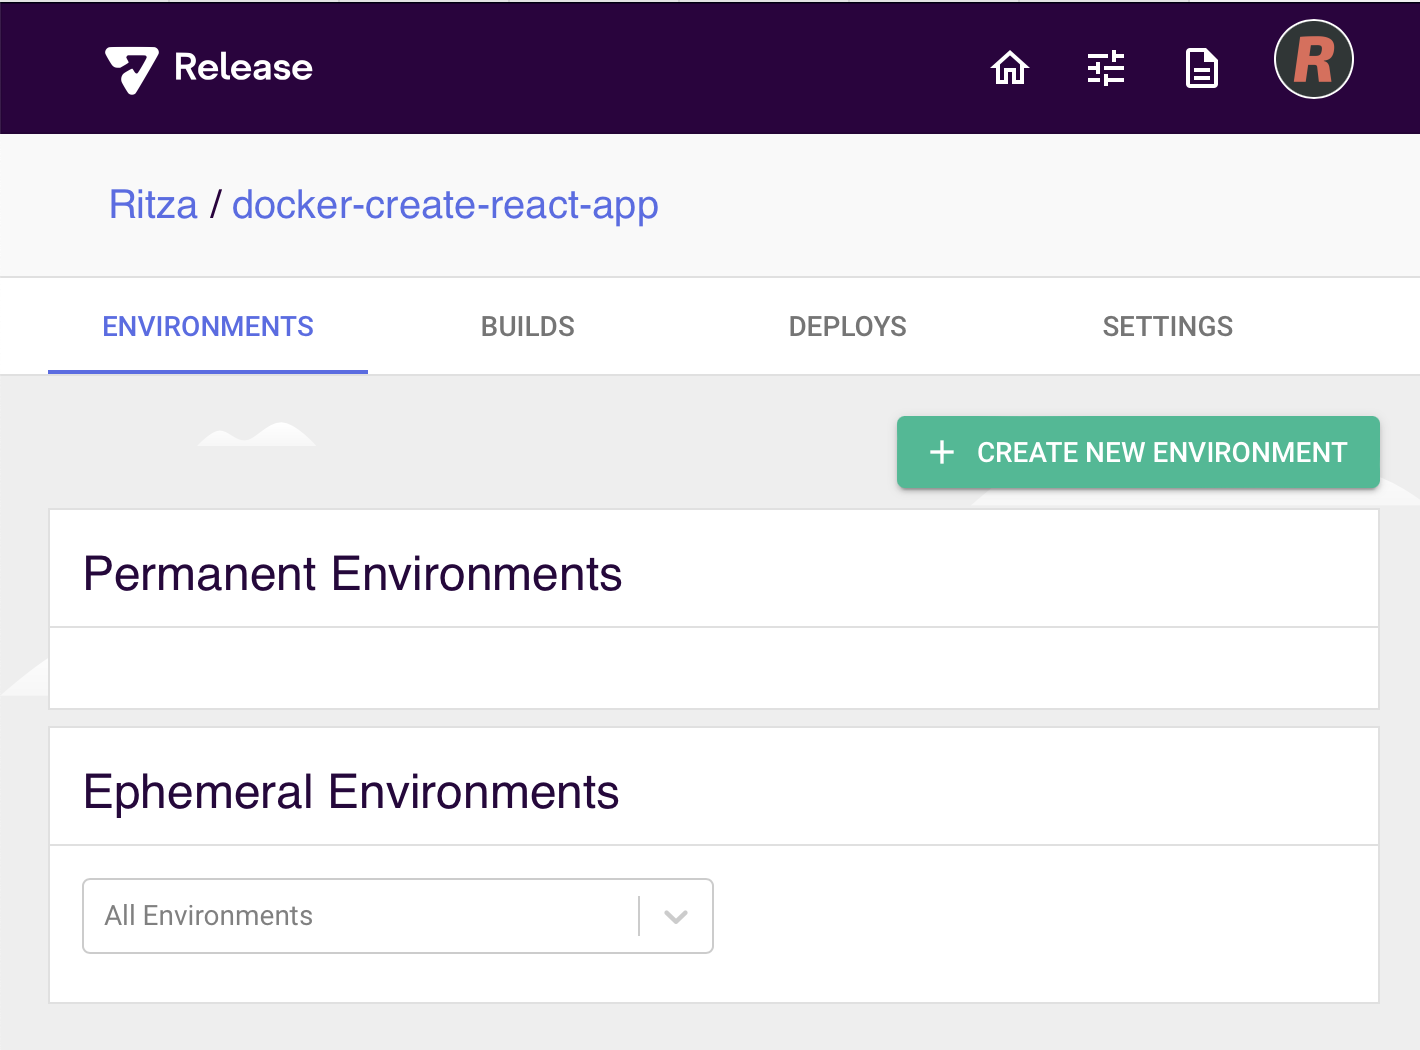 Release
R
Ritza / docker-create-react-app
ENVIRONMENTS BUILDS DEPLOYS SETTINGS
+ CREATE NEW ENVIRONMENT
Permanent Environments
Ephemeral Environments
All Environments